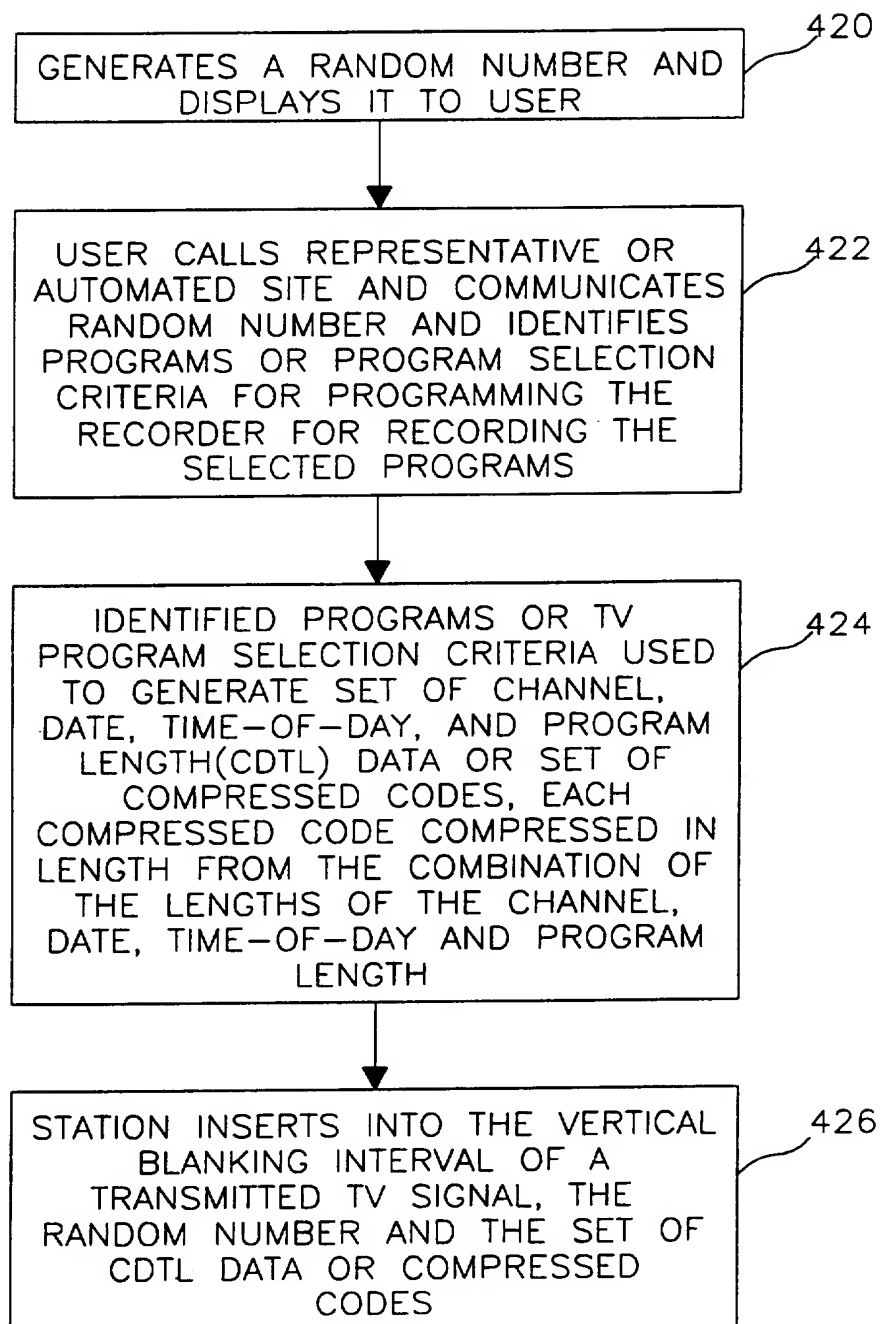 420
GENERATES A RANDOM NUMBER AND
DISPLAYS IT TO USER
422
USER CALLS REPRESENTATIVE OR
AUTOMATED SITE AND COMMUNICATES
RANDOM NUMBER AND IDENTIFIES
PROGRAMS OR PROGRAM SELECTION
CRITERIA FOR PROGRAMMING THE
RECORDER FOR RECORDING THE
SELECTED PROGRAMS
424
IDENTIFIED PROGRAMS OR TV
PROGRAM SELECTION CRITERIA USED
TO GENERATE SET OF CHANNEL,
DATE, TIME-OF-DAY, AND PROGRAM
LENGTH(CDTL) DATA OR SET OF
COMPRESSED CODES, EACH
COMPRESSED CODE COMPRESSED IN
LENGTH FROM THE COMBINATION OF
THE LENGTHS OF THE CHANNEL,
DATE, TIME-OF-DAY AND PROGRAM
LENGTH
426
STATION INSERTS INTO THE VERTICAL
BLANKING INTERVAL OF A
TRANSMITTED TV SIGNAL, THE
RANDOM NUMBER AND THE SET OF
CDTL DATA OR COMPRESSED
CODES